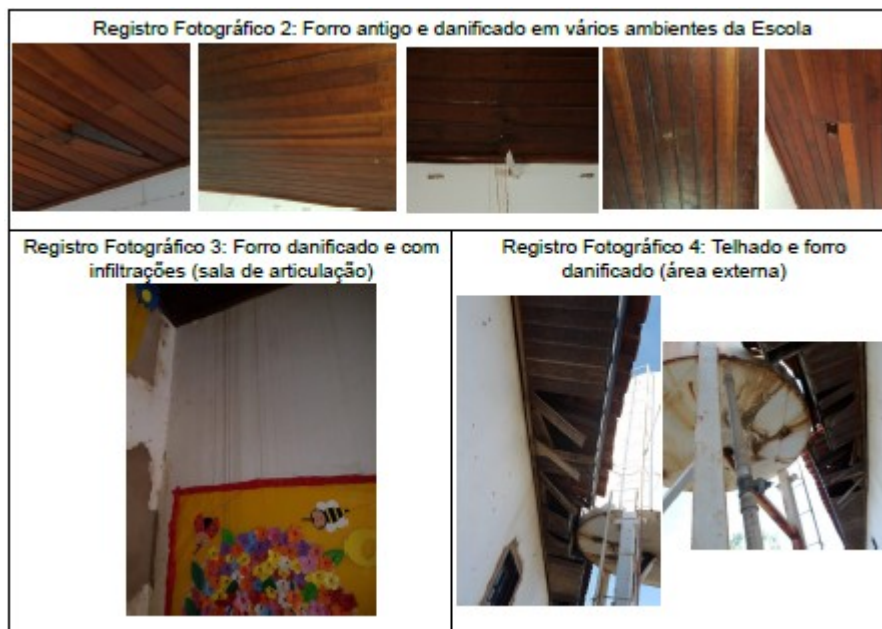 Registro Fotográfico 2: Forro antigo e danificado em vários ambientes da Escola
Registro Fotográfico 3: Forro danificado e com
infiltrações (sala de articulação)
Registro Fotográfico 4: Telhado e forro
danificado (área externa)